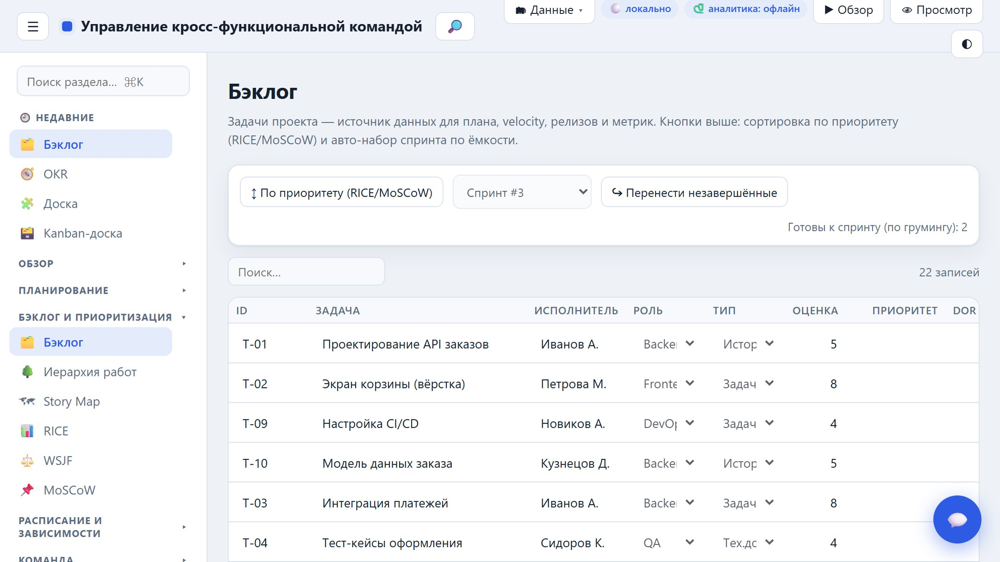 Управление кросс-функциональной командой
Данные
локально
аналитика: офлайн
Обзор
Просмотр
Поиск раздела... ⌘K
НЕДАВНИЕ
Бэклог
OKR
Доска
Kanban-доска
ОБЗОР
ПЛАНИРОВАНИЕ
БЭКЛОГ И ПРИОРИТИЗАЦИЯ
Бэклог
Иерархия работ
Story Map
RICE
WSJF
MoSCoW
РАСПИСАНИЕ И
ЗАВИСИМОСТИ
КОМАНДА
Бэклог
Задачи проекта — источник данных для плана, velocity, релизов и метрик. Кнопки выше: сортировка по приоритету
(RICE/MoSCoW) и авто-набор спринта по ёмкости.
↕ По приоритету (RICE/MoSCoW)
Спринт #3
↪ Перенести незавершённые
Готовы к спринту (по грумингу): 2
Поиск...
22 записей
ID ЗАДАЧА ИСПОЛНИТЕЛЬ РОЛЬ ТИП ОЦЕНКА ПРИОРИТЕТ DOR
T-01 Проектирование API заказов Иванов А. Backe Истор 5
T-02 Экран корзины (вёрстка) Петрова М. Fronte Задач 8
T-09 Настройка CI/CD Новиков А. DevOp Задач 4
T-10 Модель данных заказа Кузнецов Д. Backe Истор 5
T-03 Интеграция платежей Иванов А. Backe Задач 8
T-04 Тест-кейсы оформления Сидоров К. QA Тех.дс 4